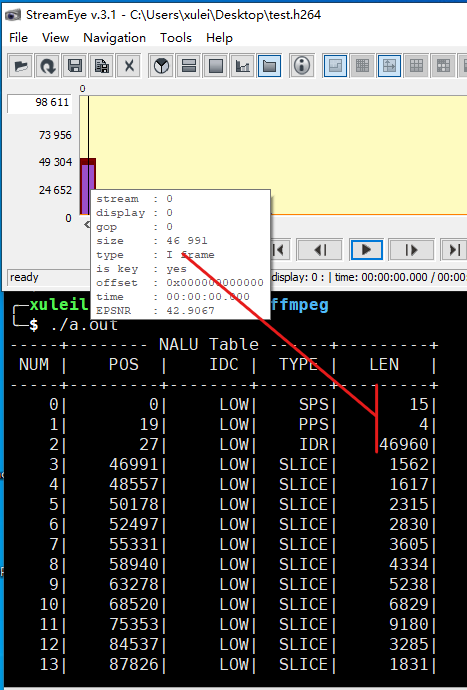 StreamEye v.3.1 - C:\Users\xulei\Desktop\test.h264
File View Navigation Tools Help
0
98 611
73 956
49 304
24 652
0
stream : 0
display : 0
gop : 0
size : 46 991
type : I frame
is key : yes
offset : 0x000000000000
time : 00:00:00.000
EPSNR : 42.9067
ready
display: 0 : | time: 00:00:00.000 / 00:00:0
xuleil
ffmpeg
$ ./a.out
-----+-------- NALU Table ------+---------+
NUM | POS | IDC | TYPE | LEN |
-----+---------+--------+-------+---------+
0| 0| LOW| SPS| 15|
1| 19| LOW| PPS| 4|
2| 27| LOW| IDR| 46960|
3| 46991| LOW| SLICE| 1562|
4| 48557| LOW| SLICE| 1617|
5| 50178| LOW| SLICE| 2315|
6| 52497| LOW| SLICE| 2830|
7| 55331| LOW| SLICE| 3605|
8| 58940| LOW| SLICE| 4334|
9| 63278| LOW| SLICE| 5238|
10| 68520| LOW| SLICE| 6829|
11| 75353| LOW| SLICE| 9180|
12| 84537| LOW| SLICE| 3285|
13| 87826| LOW| SLICE| 1831|